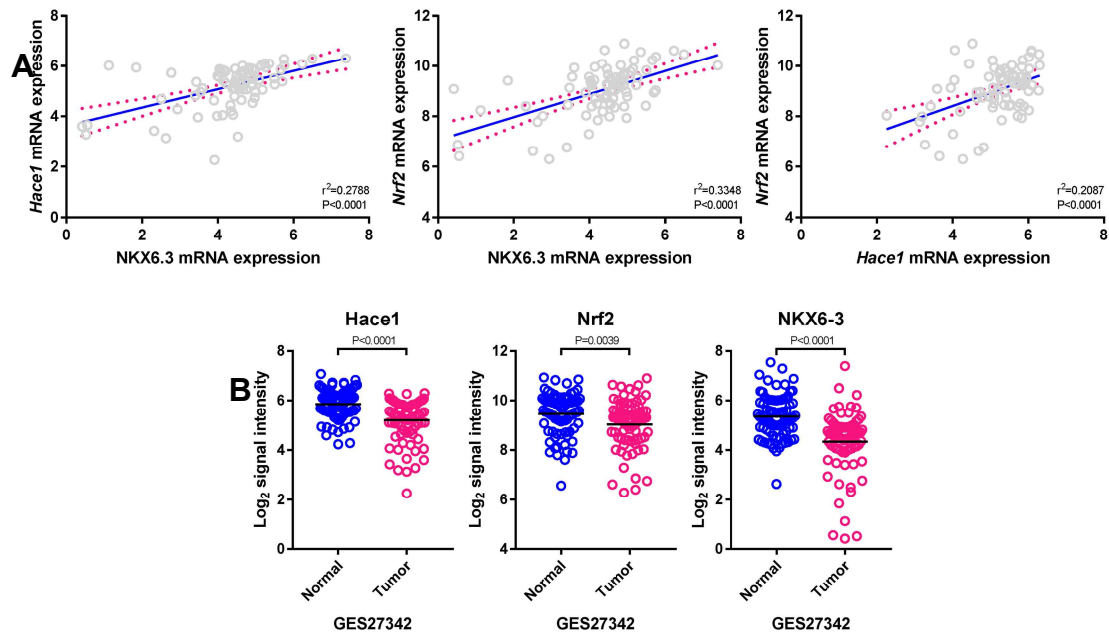 A
Hace1 mRNA expression
8
6
4
2
0
0 2 4 6 8
NKX6.3 mRNA expression
r²=0.2788
P<0.0001
Nrf2 mRNA expression
12
10
8
6
4
0 2 4 6 8
NKX6.3 mRNA expression
r²=0.3348
P<0.0001
Nrf2 mRNA expression
12
10
8
6
4
0 2 4 6 8
Hace1 mRNA expression
r²=0.2087
P<0.0001
B
Hace1
P<0.0001
Log₂ signal intensity
8
6
4
2
0
Normal
Tumor
GES27342
Nrf2
P=0.0039
Log₂ signal intensity
12
10
8
6
4
Normal
Tumor
GES27342
NKX6-3
P<0.0001
Log₂ signal intensity
8
6
4
2
0
Normal
Tumor
GES27342